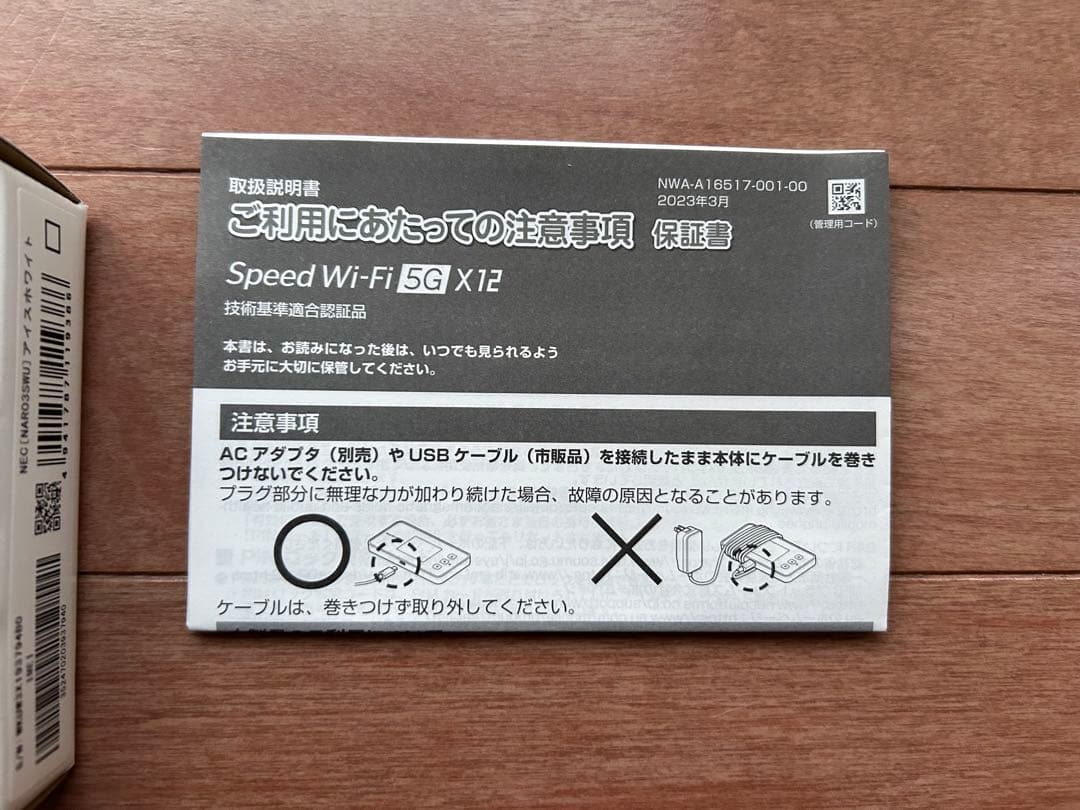 取扱説明書
ご利用にあたっての注意事項 保証書
NWA-A16517-001-00
2023年3月
(管理用コード)
Speed Wi-Fi 5G X12
技術基準適合認証品
本書は、お読みになった後は、いつでも見られるよう
お手元に大切に保管してください。
注意事項
AC アダプタ（別売）や USB ケーブル（市販品）を接続したまま本体にケーブルを巻き
つけないでください。
プラグ部分に無理な力が加わり続けた場合、故障の原因となることがあります。
ケーブルは、巻きつけず取り外してください。
NEC[NAR03SWU]アイスホワイト
4 941787 119386